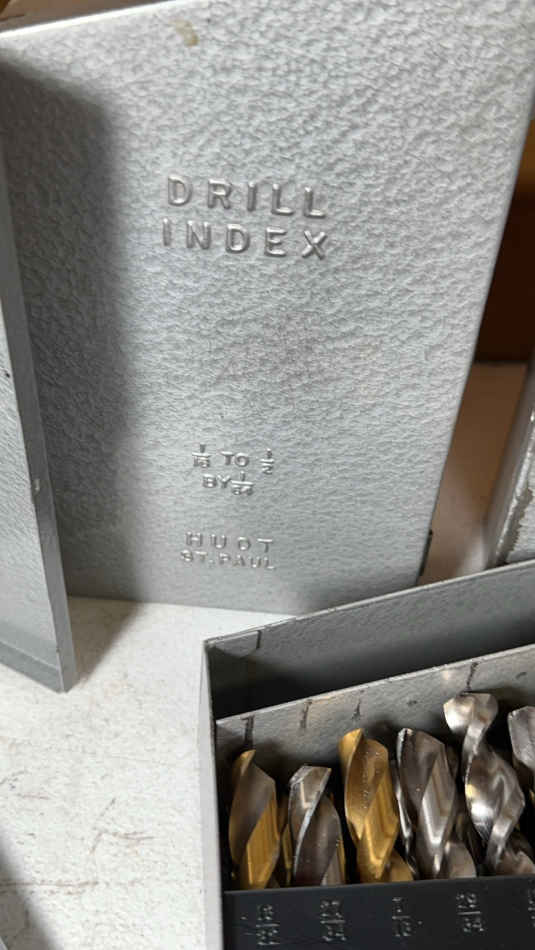 DRILL
INDEX
1/16 TO 1/2
BY 1/64
HUOT
ST. PAUL